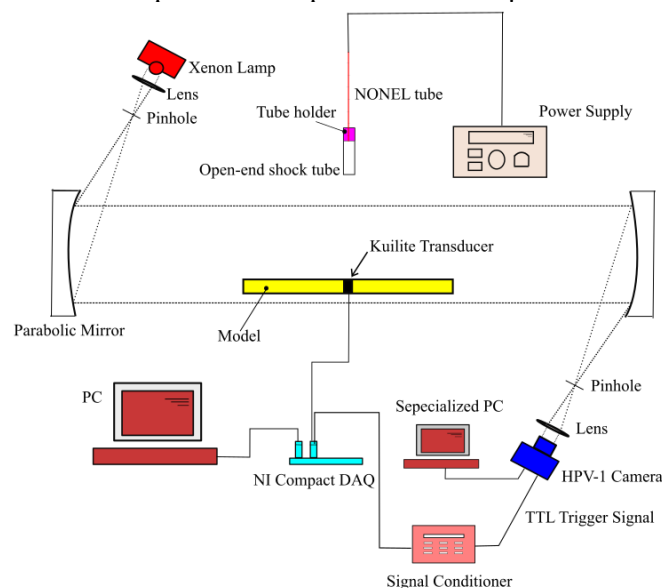 Xenon Lamp
Lens
Pinhole
NONEL tube
Tube holder
Power Supply
Open-end shock tube
Kuilite Transducer
Parabolic Mirror
Model
Pinhole
PC
Sepecialized PC
Lens
NI Compact DAQ
HPV-1 Camera
TTL Trigger Signal
Signal Conditioner